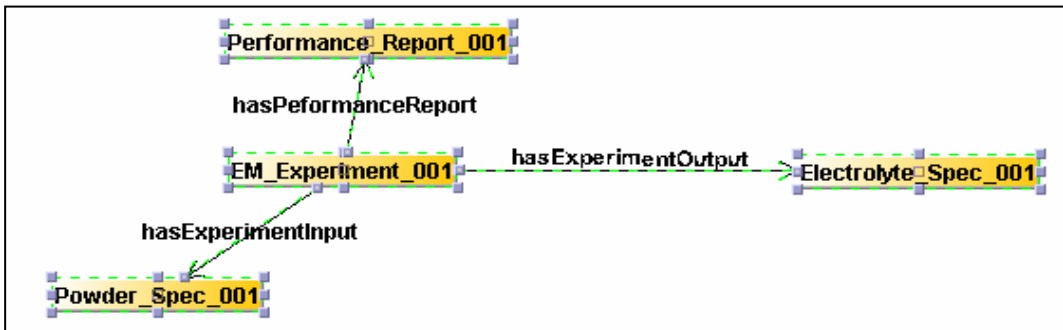 Performance_Report_001
hasPeformanceReport
EM_Experiment_001
hasExperimentOutput
Electrolyte_Spec_001
hasExperimentInput
Powder_Spec_001